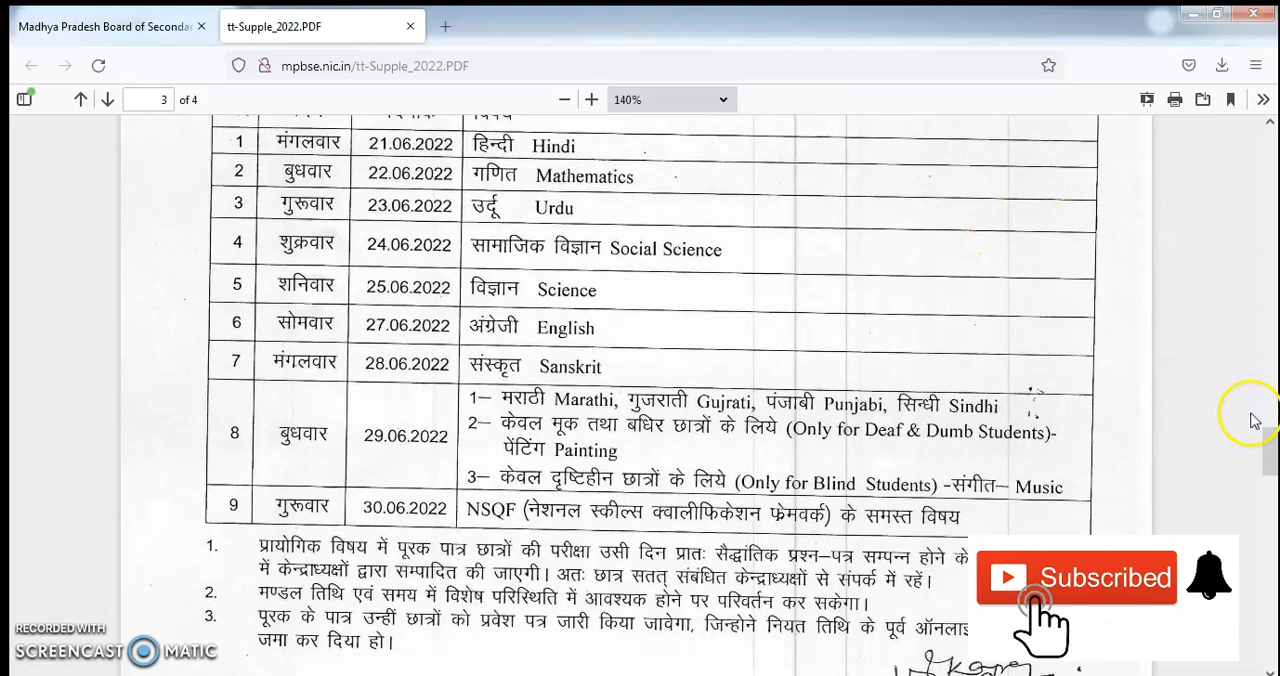 Madhya Pradesh Board of Secondar
tt-Supple_2022.PDF
mpbse.nic.in/tt-Supple_2022.PDF
3 of 4 140%
1 मंगलवार 21.06.2022 हिन्दी Hindi
2 बुधवार 22.06.2022 गणित Mathematics
3 गुरूवार 23.06.2022 उर्दू Urdu
4 शुक्रवार 24.06.2022 सामाजिक विज्ञान Social Science
5 शनिवार 25.06.2022 विज्ञान Science
6 सोमवार 27.06.2022 अंग्रेजी English
7 मंगलवार 28.06.2022 संस्कृत Sanskrit
8 बुधवार 29.06.2022 1– मराठी Marathi, गुजराती Gujrati, पंजाबी Punjabi, सिन्धी Sindhi
2– केवल मूक तथा बधिर छात्रों के लिये (Only for Deaf & Dumb Students)-
पेंटिंग Painting
3– केवल दृष्टिहीन छात्रों के लिये (Only for Blind Students) -संगीत– Music
9 गुरूवार 30.06.2022 NSQF (नेशनल स्कील्स क्वालीफिकेशन फ्रेमवर्क) के समस्त विषय
1. प्रायोगिक विषय में पूरक पात्र छात्रों की परीक्षा उसी दिन प्रातः सैद्धांतिक प्रश्न–पत्र सम्पन्न होने के
में केन्द्राध्यक्षों द्वारा सम्पादित की जाएगी। अतः छात्र सतत् संबंधित केन्द्राध्यक्षों से संपर्क में रहें।
2. मण्डल तिथि एवं समय में विशेष परिस्थिति में आवश्यक होने पर परिवर्तन कर सकेगा।
3. पूरक के पात्र उन्हीं छात्रों को प्रवेश पत्र जारी किया जावेगा, जिन्होने नियत तिथि के पूर्व ऑनलाइ
जमा कर दिया हो।
Subscribed
RECORDED WITH
SCREENCAST MATIC